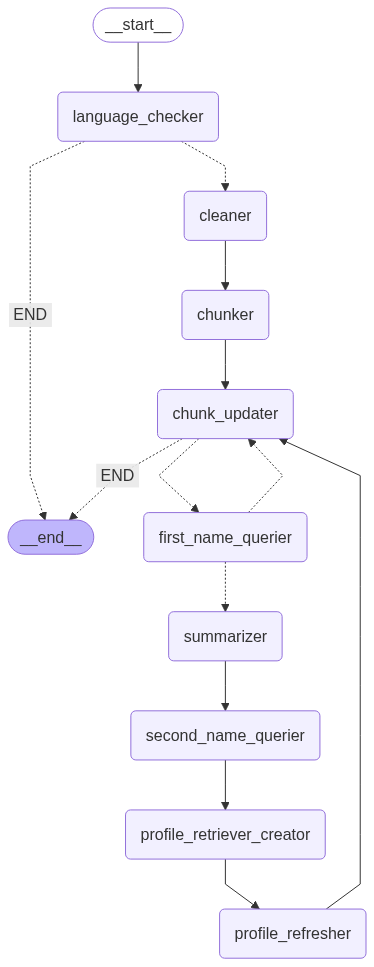 __start__
language_checker
cleaner
END
chunker
chunk_updater
END
__end__
first_name_querier
summarizer
second_name_querier
profile_retriever_creator
profile_refresher